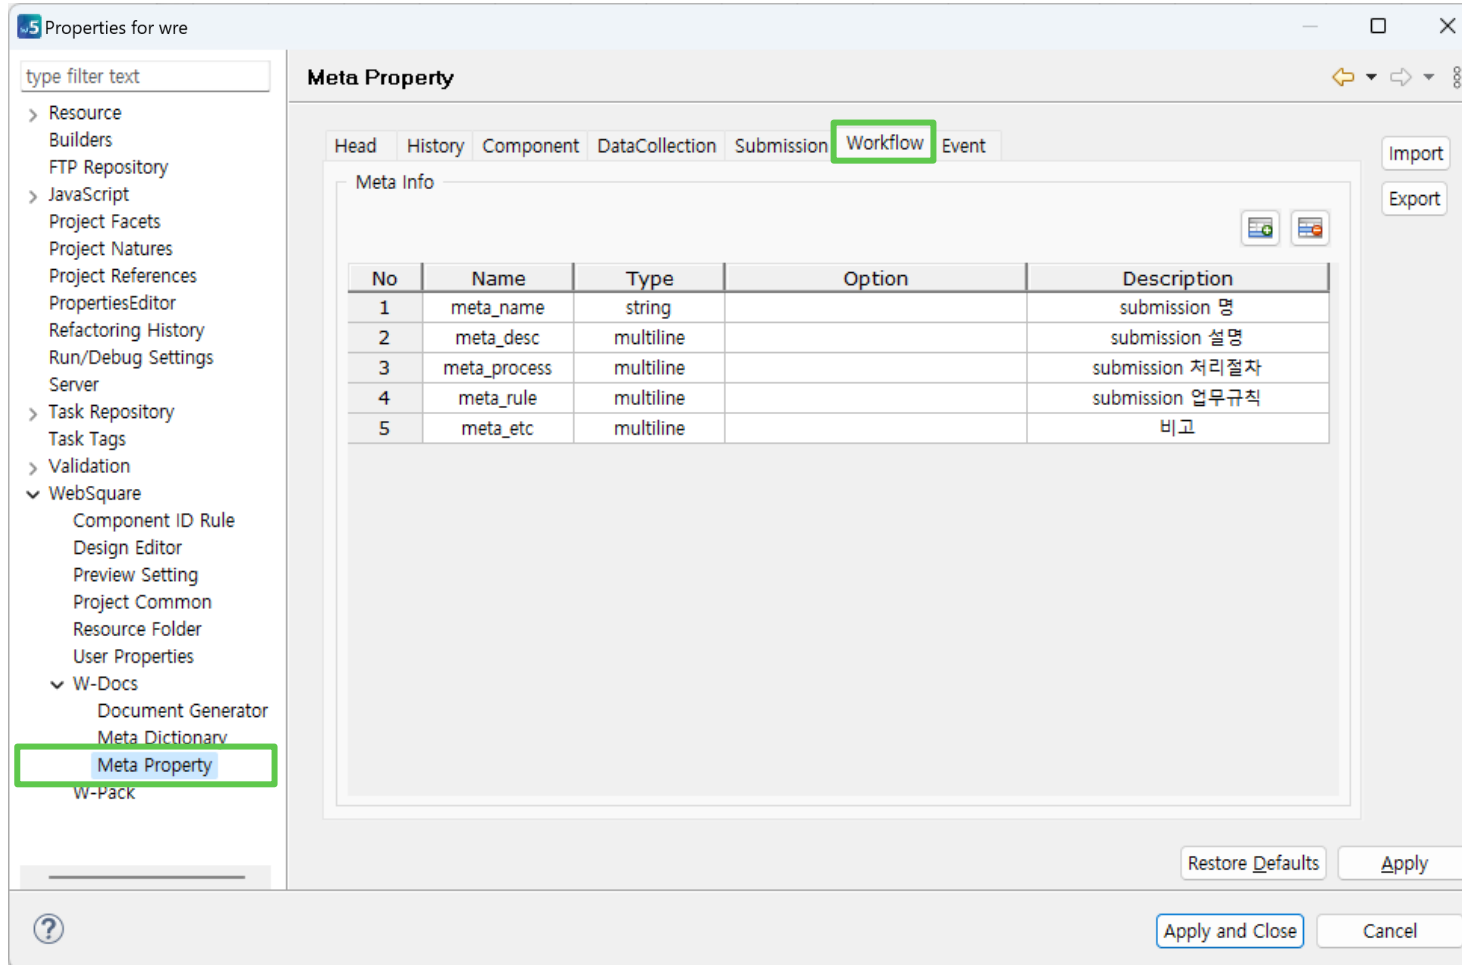 Properties for wre
type filter text
Resource
Builders
FTP Repository
JavaScript
Project Facets
Project Natures
Project References
PropertiesEditor
Refactoring History
Run/Debug Settings
Server
Task Repository
Task Tags
Validation
WebSquare
Component ID Rule
Design Editor
Preview Setting
Project Common
Resource Folder
User Properties
W-Docs
Document Generator
Meta Dictionary
Meta Property
W-Pack
Meta Property
Head History Component DataCollection Submission Workflow Event
Import
Export
Meta Info
No Name Type Option Description
1 meta_name string submission 명
2 meta_desc multiline submission 설명
3 meta_process multiline submission 처리절차
4 meta_rule multiline submission 업무규칙
5 meta_etc multiline 비고
Restore Defaults Apply
Apply and Close Cancel